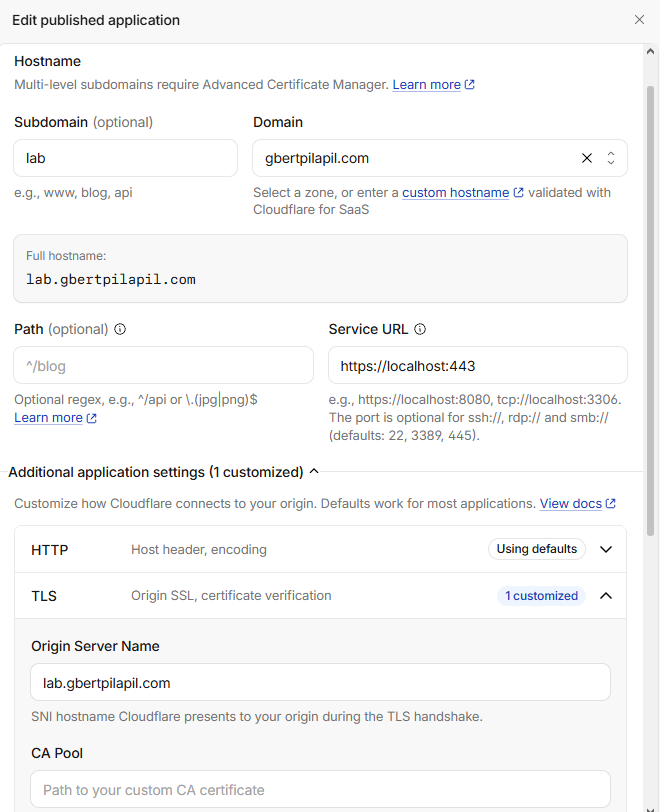 Edit published application
Hostname
Multi-level subdomains require Advanced Certificate Manager. Learn more
Subdomain (optional)
Domain
lab
gbertpilapil.com
e.g., www, blog, api
Select a zone, or enter a custom hostname validated with
Cloudflare for SaaS
Full hostname:
lab.gbertpilapil.com
Path (optional)
Service URL
^/blog
https://localhost:443
Optional regex, e.g., ^/api or \.(jpg|png)$
Learn more
e.g., https://localhost:8080, tcp://localhost:3306.
The port is optional for ssh://, rdp:// and smb://
(defaults: 22, 3389, 445).
Additional application settings (1 customized)
Customize how Cloudflare connects to your origin. Defaults work for most applications. View docs
HTTP
Host header, encoding
Using defaults
TLS
Origin SSL, certificate verification
1 customized
Origin Server Name
lab.gbertpilapil.com
SNI hostname Cloudflare presents to your origin during the TLS handshake.
CA Pool
Path to your custom CA certificate